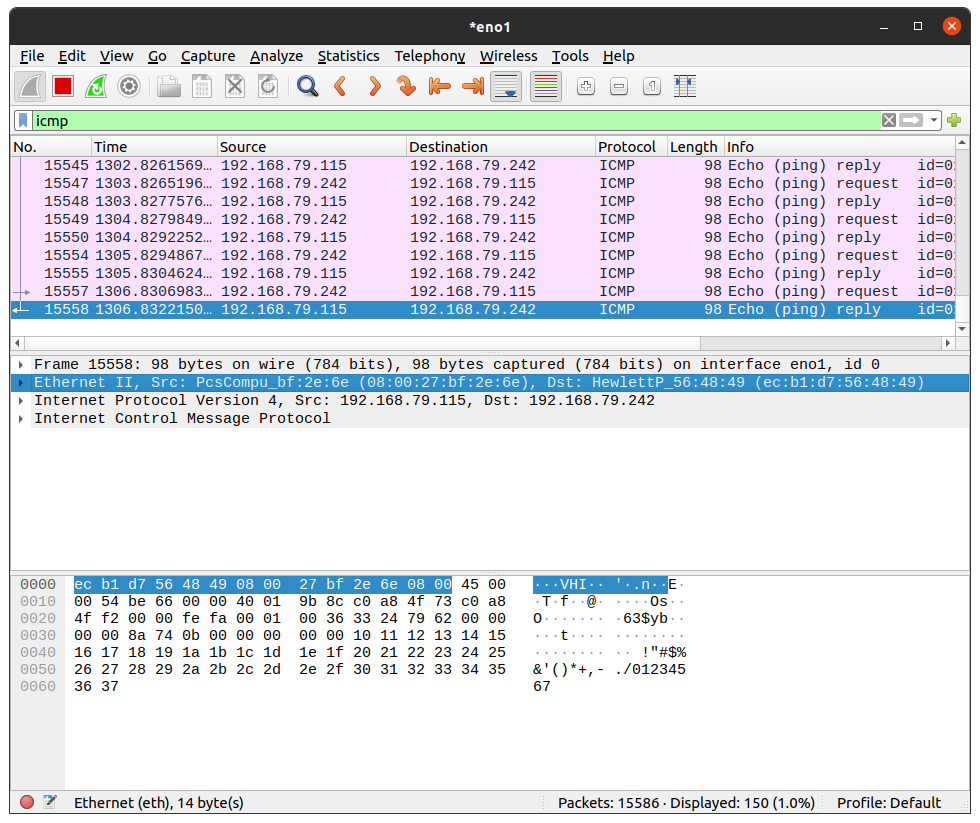 *eno1
File Edit View Go Capture Analyze Statistics Telephony Wireless Tools Help
icmp
No. Time Source Destination Protocol Length Info
15545 1302.8261569… 192.168.79.115 192.168.79.242 ICMP 98 Echo (ping) reply id=0
15547 1303.8265196… 192.168.79.242 192.168.79.115 ICMP 98 Echo (ping) request id=0
15548 1303.8277576… 192.168.79.115 192.168.79.242 ICMP 98 Echo (ping) reply id=0
15549 1304.8279849… 192.168.79.242 192.168.79.115 ICMP 98 Echo (ping) request id=0
15550 1304.8292252… 192.168.79.115 192.168.79.242 ICMP 98 Echo (ping) reply id=0
15554 1305.8294867… 192.168.79.242 192.168.79.115 ICMP 98 Echo (ping) request id=0
15555 1305.8304624… 192.168.79.115 192.168.79.242 ICMP 98 Echo (ping) reply id=0
15557 1306.8306983… 192.168.79.242 192.168.79.115 ICMP 98 Echo (ping) request id=0
15558 1306.8322150… 192.168.79.115 192.168.79.242 ICMP 98 Echo (ping) reply id=0
Frame 15558: 98 bytes on wire (784 bits), 98 bytes captured (784 bits) on interface eno1, id 0
Ethernet II, Src: PcsCompu_bf:2e:6e (08:00:27:bf:2e:6e), Dst: HewlettP_56:48:49 (ec:b1:d7:56:48:49)
Internet Protocol Version 4, Src: 192.168.79.115, Dst: 192.168.79.242
Internet Control Message Protocol
0000 ec b1 d7 56 48 49 08 00 27 bf 2e 6e 08 00 45 00 ···VHI·· '·.n··E·
0010 00 54 be 66 00 00 40 01 9b 8c c0 a8 4f 73 c0 a8 ·T·f··@· ····Os··
0020 4f f2 00 00 fe fa 00 01 00 36 33 24 79 62 00 00 O······· ·63$yb··
0030 00 00 8a 74 0b 00 00 00 00 00 10 11 12 13 14 15 ···t···· ········
0040 16 17 18 19 1a 1b 1c 1d 1e 1f 20 21 22 23 24 25 ········ ·· !"#$%
0050 26 27 28 29 2a 2b 2c 2d 2e 2f 30 31 32 33 34 35 &'()*+,- ./012345
0060 36 37 67
Ethernet (eth), 14 byte(s) Packets: 15586 · Displayed: 150 (1.0%) Profile: Default